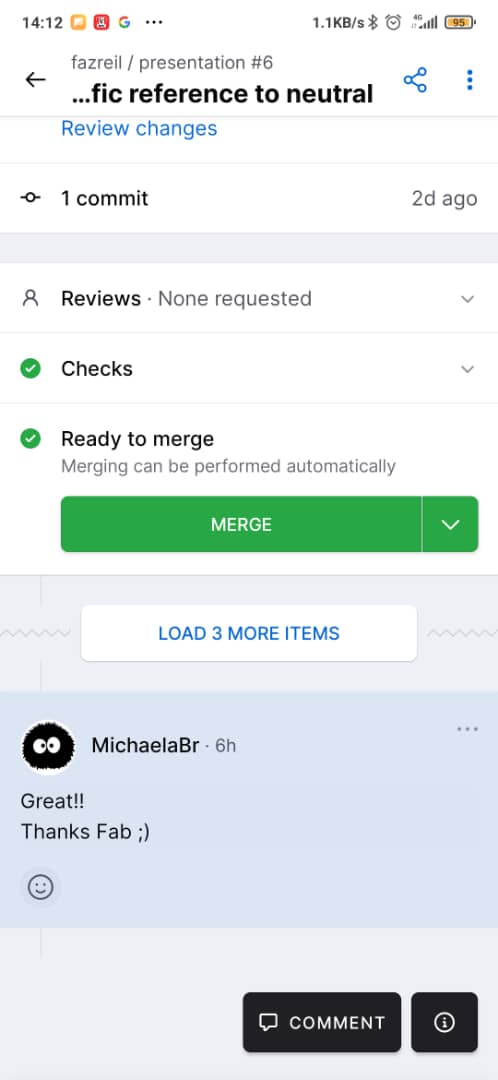 14:12 G ... 1.1KB/s 4G 95
fazreil / presentation #6
...fic reference to neutral
Review changes
1 commit 2d ago
Reviews · None requested
Checks
Ready to merge
Merging can be performed automatically
MERGE
LOAD 3 MORE ITEMS
MichaelaBr · 6h
Great!!
Thanks Fab ;)
COMMENT